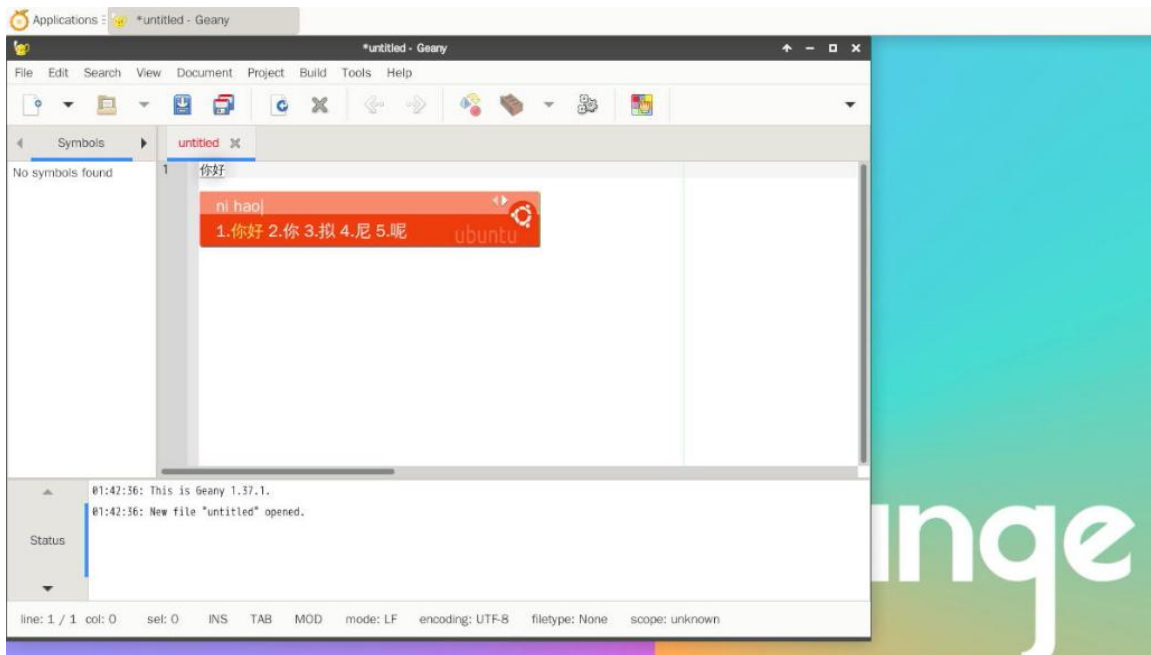 Applications *untitled - Geany
*untitled - Geany
File Edit Search View Document Project Build Tools Help
Symbols untitled
No symbols found 1 你好
ni hao
1.你好 2.你 3.拟 4.尼 5.呢
ubuntu
01:42:36: This is Geany 1.37.1.
01:42:36: New file "untitled" opened.
Status
nge
line: 1 / 1 col: 0 sel: 0 INS TAB MOD mode: LF encoding: UTF-8 filetype: None scope: unknown